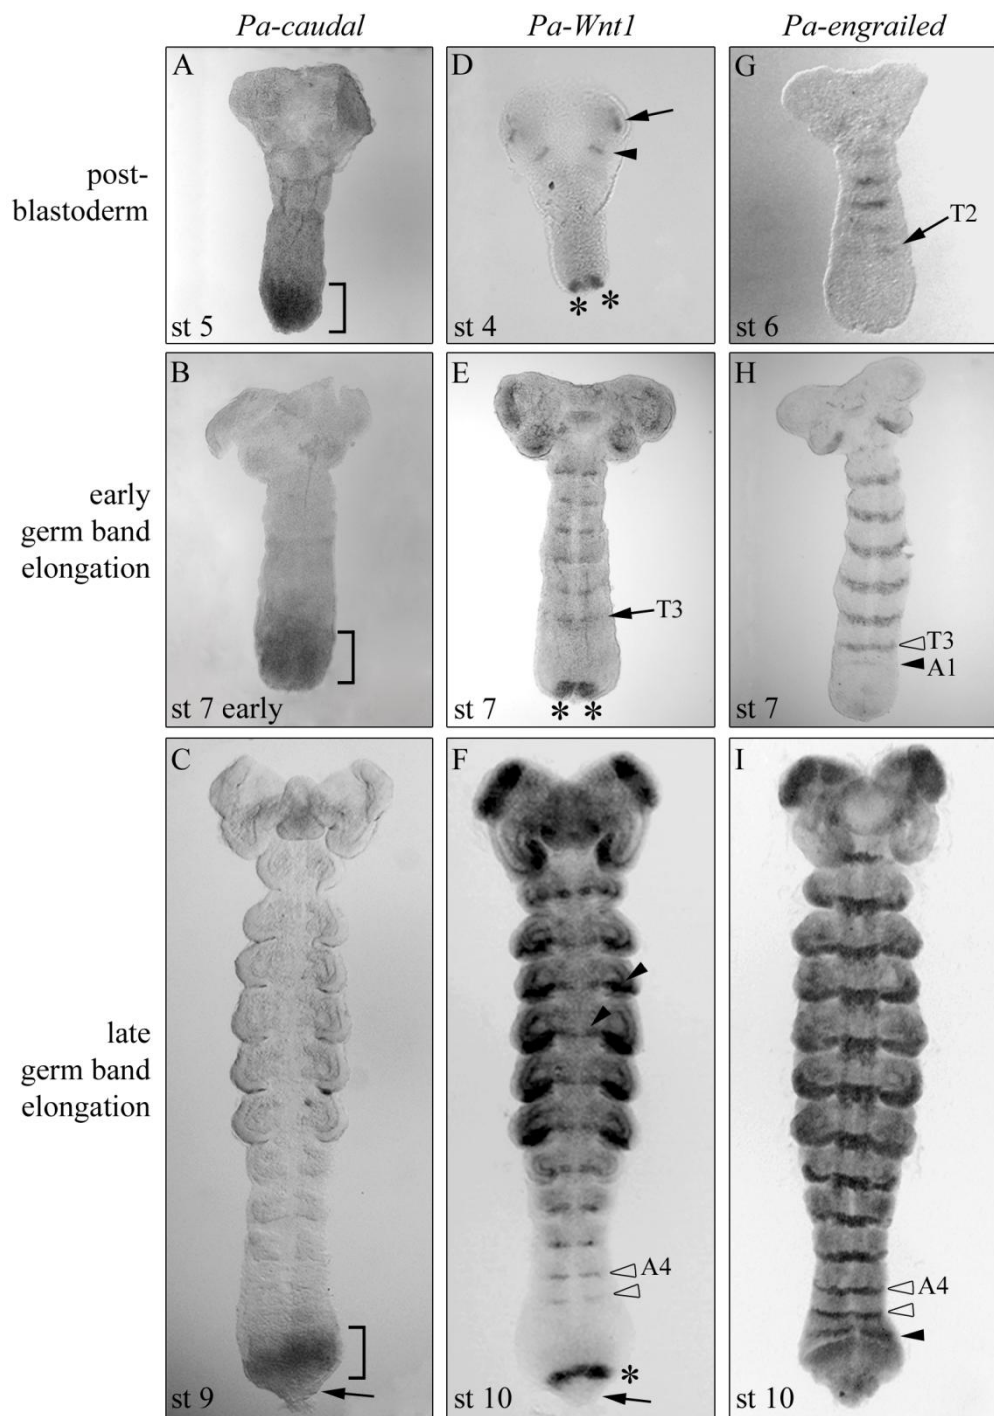 Pa-caudal Pa-Wnt1 Pa-engrailed
post-
blastoderm
A
st 5
D
* *
st 4
G
T2
st 6
early
germ band
elongation
B
st 7 early
E
T3
* *
st 7
H
T3
A1
st 7
late
germ band
elongation
C
st 9
F
A4
*
st 10
I
A4
st 10